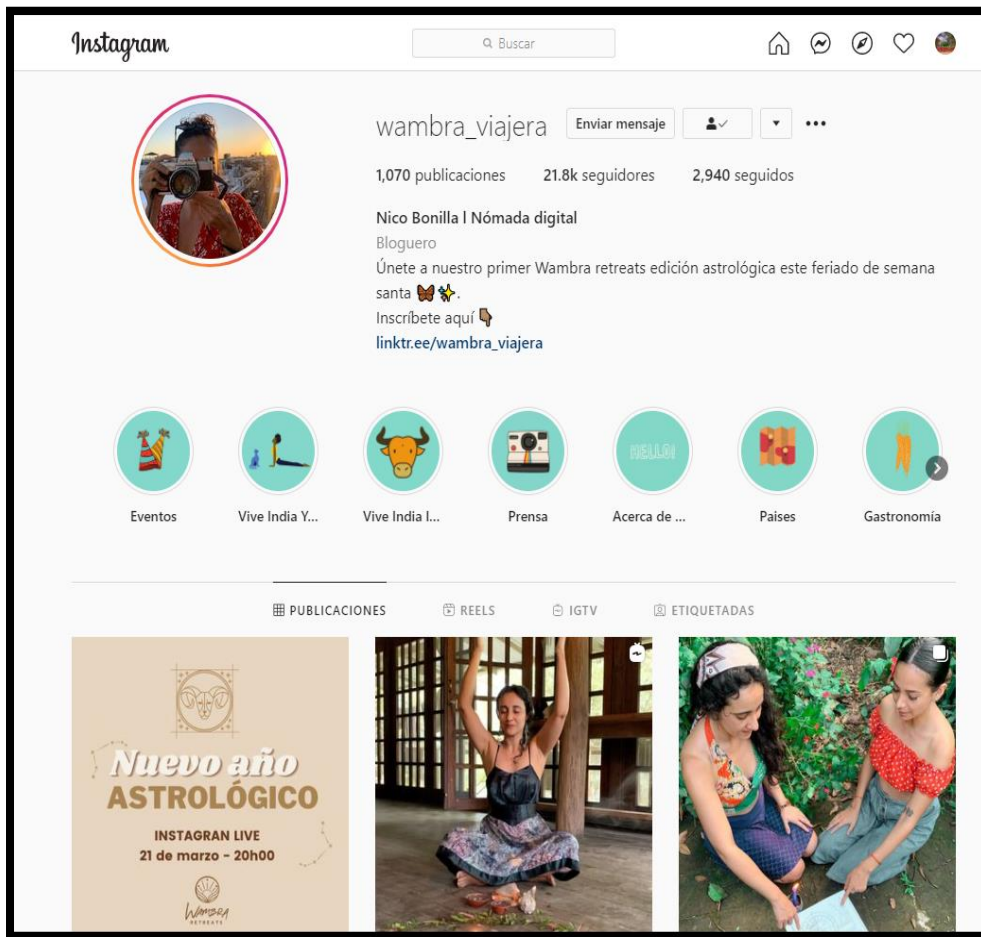 Instagram
Buscar
wambra_viajera
Enviar mensaje
1,070 publicaciones 21.8k seguidores 2,940 seguidos
Nico Bonilla l Nómada digital
Bloguero
Únete a nuestro primer Wambra retreats edición astrológica este feriado de semana
santa 🦋✨.
Inscríbete aquí 👇🏽
linktr.ee/wambra_viajera
HELLO!
Eventos Vive India Y... Vive India I... Prensa Acerca de ... Paises Gastronomía
PUBLICACIONES REELS IGTV ETIQUETADAS
Nuevo año
ASTROLÓGICO
INSTAGRAN LIVE
21 de marzo - 20h00
WAMBRA
RETREATS